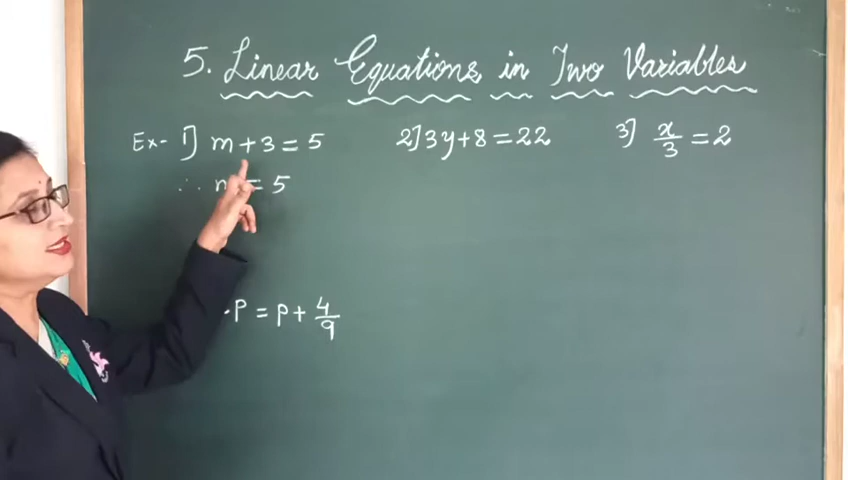 5. Linear Equations in Two Variables
Ex- 1] m + 3 = 5 2] 3y + 8 = 22 3] x/3 = 2
∴ m = 5
P = P + 4/9